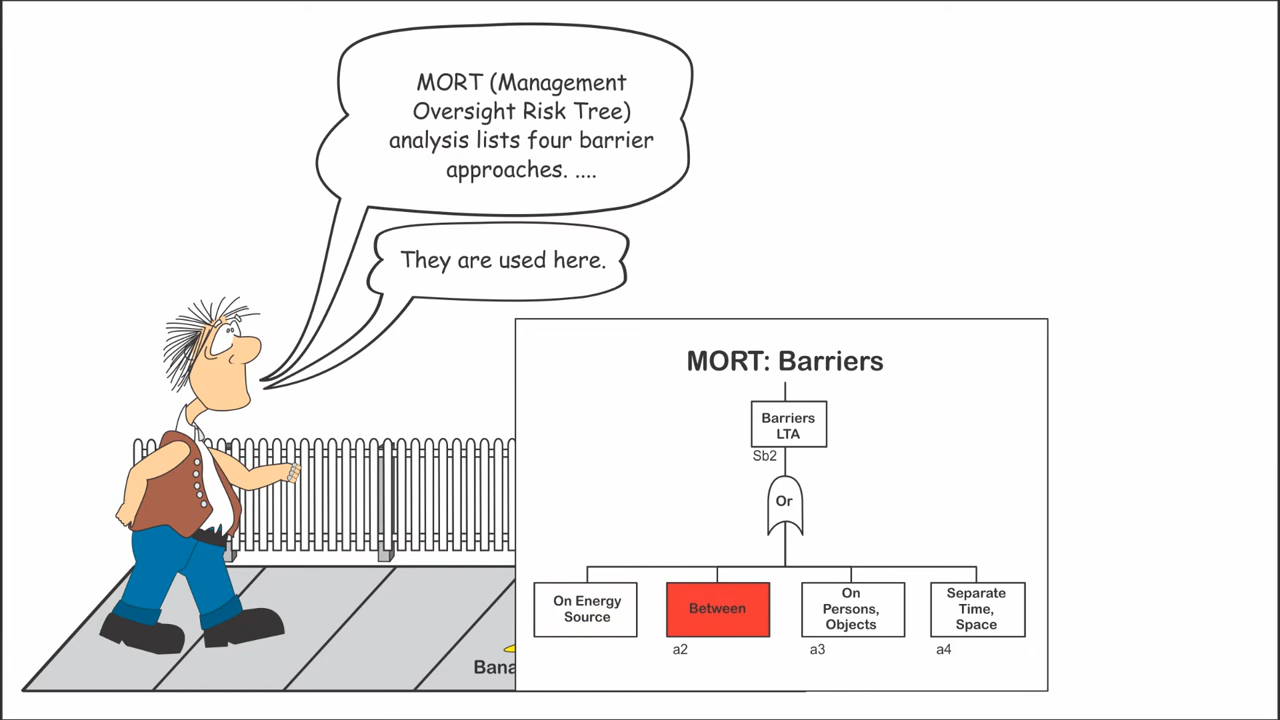 MORT (Management
Oversight Risk Tree)
analysis lists four barrier
approaches. ....
They are used here.
MORT: Barriers
Barriers
LTA
Sb2
Or
On Energy
Source
Between
a2
On
Persons,
Objects
a3
Separate
Time,
Space
a4
Bana